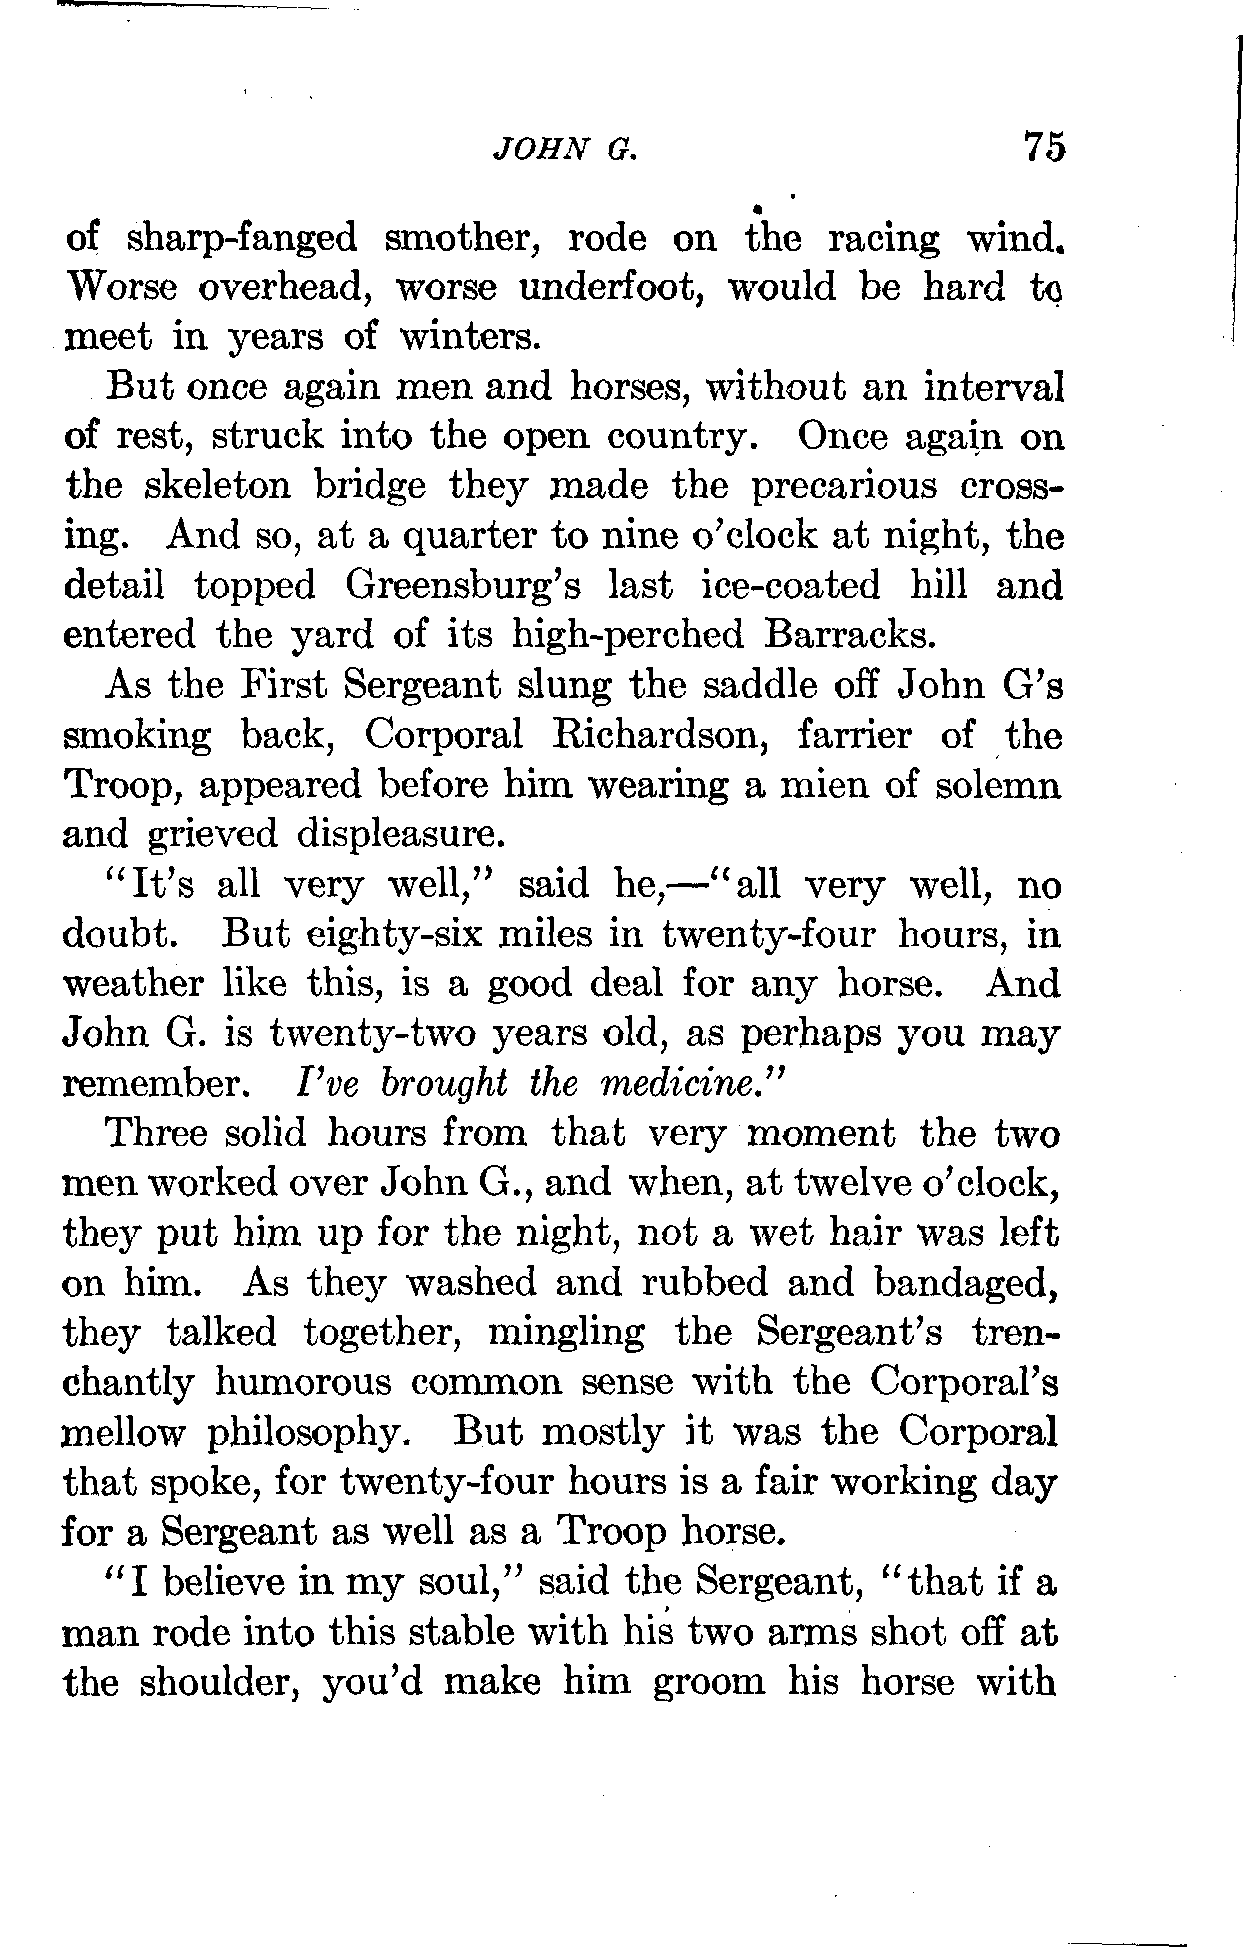 JOHN G. 75
of sharp-fanged smother, rode on the racing wind.
Worse overhead, worse underfoot, would be hard to
meet in years of winters.
But once again men and horses, without an interval
of rest, struck into the open country. Once again on
the skeleton bridge they made the precarious cross-
ing. And so, at a quarter to nine o'clock at night, the
detail topped Greensburg's last ice-coated hill and
entered the yard of its high-perched Barracks.
As the First Sergeant slung the saddle off John G's
smoking back, Corporal Richardson, farrier of the
Troop, appeared before him wearing a mien of solemn
and grieved displeasure.
"It's all very well," said he,—"all very well, no
doubt. But eighty-six miles in twenty-four hours, in
weather like this, is a good deal for any horse. And
John G. is twenty-two years old, as perhaps you may
remember. I've brought the medicine."
Three solid hours from that very moment the two
men worked over John G., and when, at twelve o'clock,
they put him up for the night, not a wet hair was left
on him. As they washed and rubbed and bandaged,
they talked together, mingling the Sergeant's tren-
chantly humorous common sense with the Corporal's
mellow philosophy. But mostly it was the Corporal
that spoke, for twenty-four hours is a fair working day
for a Sergeant as well as a Troop horse.
"I believe in my soul," said the Sergeant, "that if a
man rode into this stable with his two arms shot off at
the shoulder, you'd make him groom his horse with